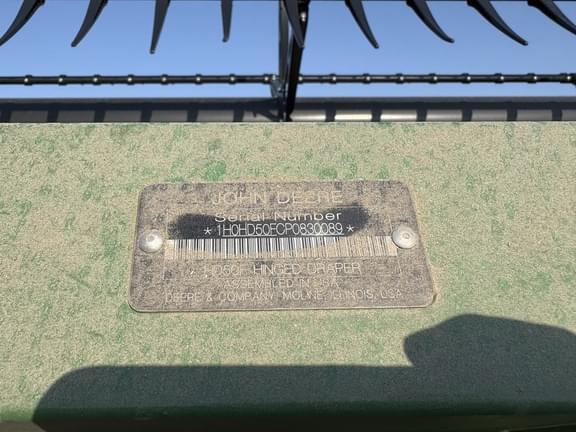 JOHN DEERE
Serial Number
*1H0HD50FCP0830089*
HD50F HINGED DRAPER
ASSEMBLED IN USA
DEERE & COMPANY MOLINE, ILLINOIS, USA